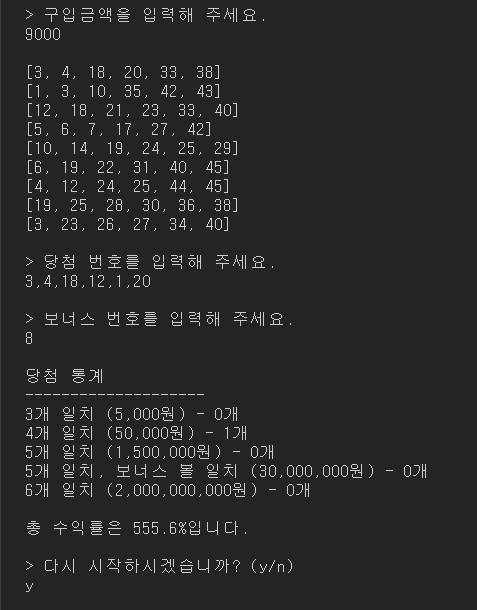 > 구입금액을 입력해 주세요.
9000
[3, 4, 18, 20, 33, 38]
[1, 3, 10, 35, 42, 43]
[12, 18, 21, 23, 33, 40]
[5, 6, 7, 17, 27, 42]
[10, 14, 19, 24, 25, 29]
[6, 19, 22, 31, 40, 45]
[4, 12, 24, 25, 44, 45]
[19, 25, 28, 30, 36, 38]
[3, 23, 26, 27, 34, 40]
> 당첨 번호를 입력해 주세요.
3,4,18,12,1,20
> 보너스 번호를 입력해 주세요.
8
당첨 통계
--------------------
3개 일치 (5,000원) - 0개
4개 일치 (50,000원) - 1개
5개 일치 (1,500,000원) - 0개
5개 일치, 보너스 볼 일치 (30,000,000원) - 0개
6개 일치 (2,000,000,000원) - 0개
총 수익률은 555.6%입니다.
> 다시 시작하시겠습니까? (y/n)
y